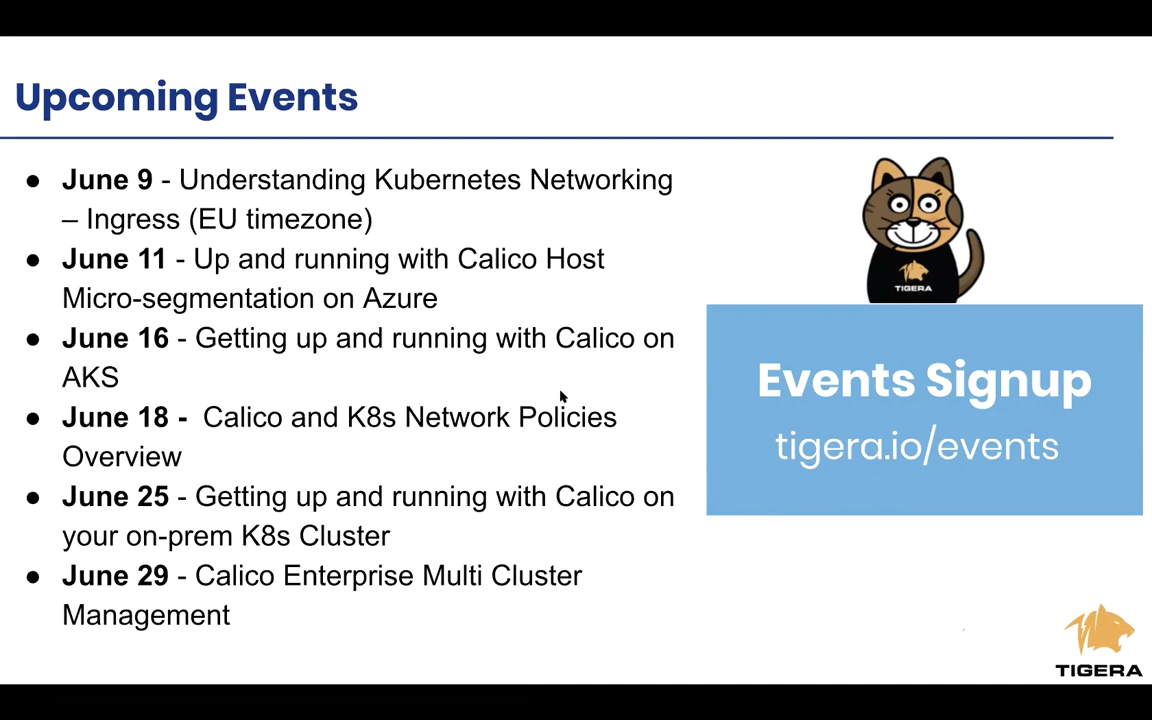 Upcoming Events
● June 9 - Understanding Kubernetes Networking
– Ingress (EU timezone)
● June 11 - Up and running with Calico Host
Micro-segmentation on Azure
● June 16 - Getting up and running with Calico on
AKS
● June 18 -  Calico and K8s Network Policies
Overview
● June 25 - Getting up and running with Calico on
your on-prem K8s Cluster
● June 29 - Calico Enterprise Multi Cluster
Management
TIGERA
Events Signup
tigera.io/events
TIGERA